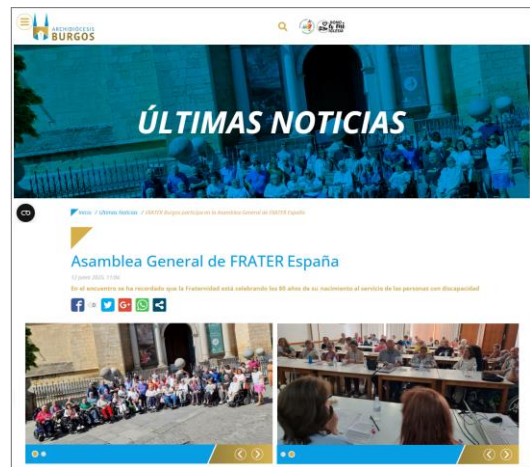 ARCHIDIÓCESIS
BURGOS
ÚLTIMAS NOTICIAS
Inicio / Últimas Noticias / FRATER Burgos participa en la Asamblea General de FRATER España
Asamblea General de FRATER España
En el encuentro se ha recordado que la Fraternidad está celebrando los 80 años de su nacimiento al servicio de las personas con discapacidad